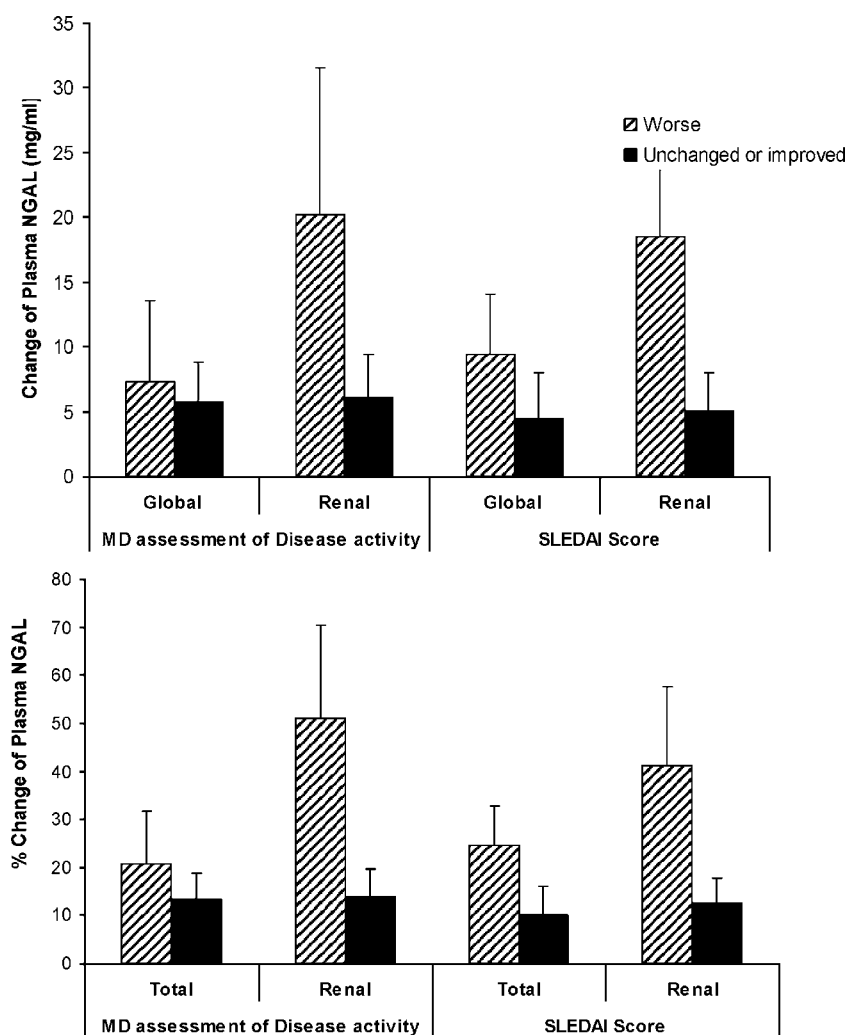 35
30
25
20
15
10
5
0
Change of Plasma NGAL (mg/ml)
Worse
Unchanged or improved
Global Renal Global Renal
MD assessment of Disease activity SLEDAI Score
80
70
60
50
40
30
20
10
0
% Change of Plasma NGAL
Total Renal Total Renal
MD assessment of Disease activity SLEDAI Score